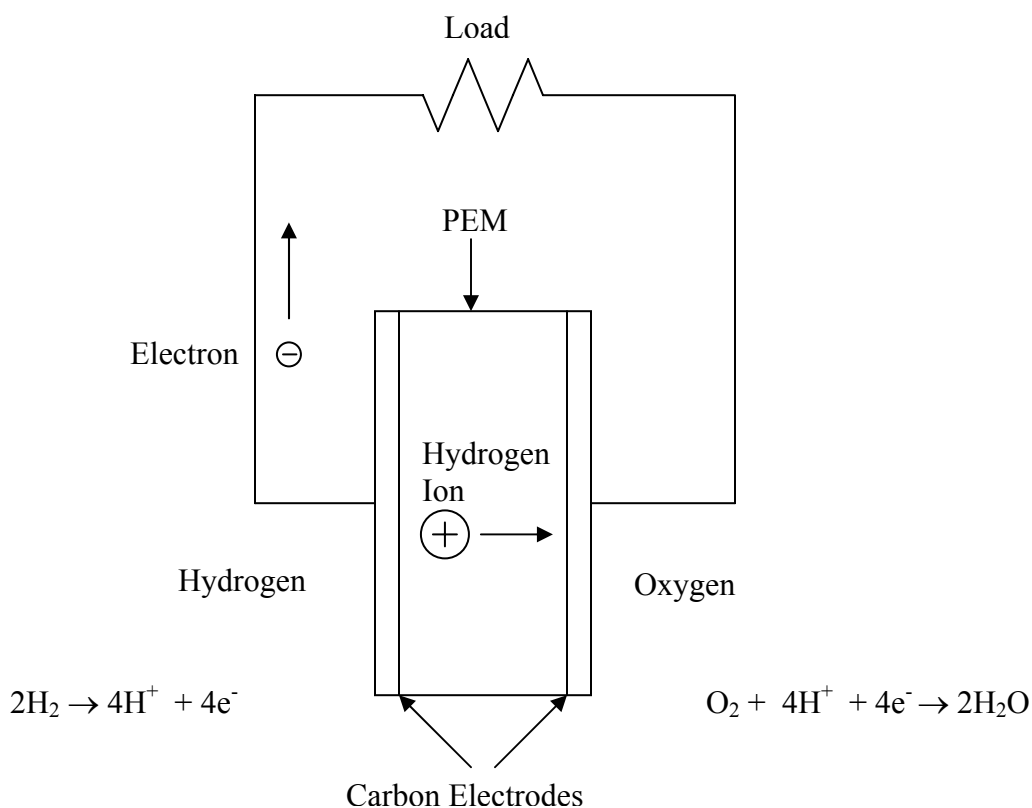 Load
PEM
Electron
Hydrogen
Ion
Hydrogen
Oxygen
2H₂ → 4H⁺ + 4e⁻
O₂ + 4H⁺ + 4e⁻ → 2H₂O
Carbon Electrodes